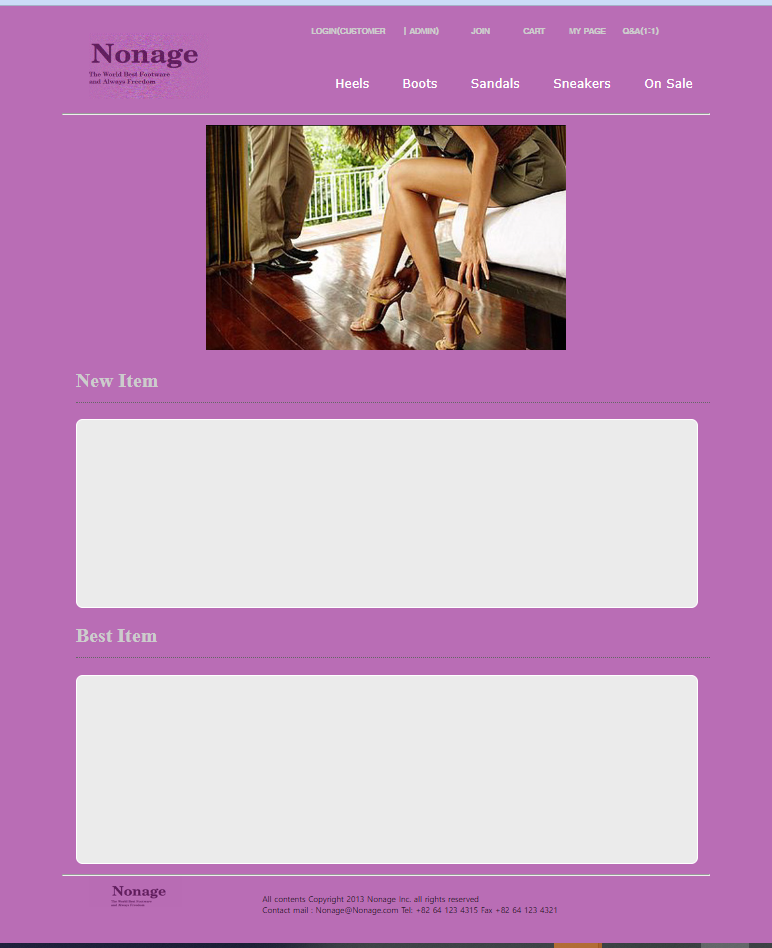 LOGIN(CUSTOMER | ADMIN) JOIN CART MY PAGE Q&A(1:1)
Nonage
The World Best Footware
and Always Freedom
Heels Boots Sandals Sneakers On Sale
New Item
Best Item
Nonage
The World Best Footware
and Always Freedom
All contents Copyright 2013 Nonage Inc. all rights reserved
Contact mail : Nonage@Nonage.com Tel: +82 64 123 4315 Fax +82 64 123 4321